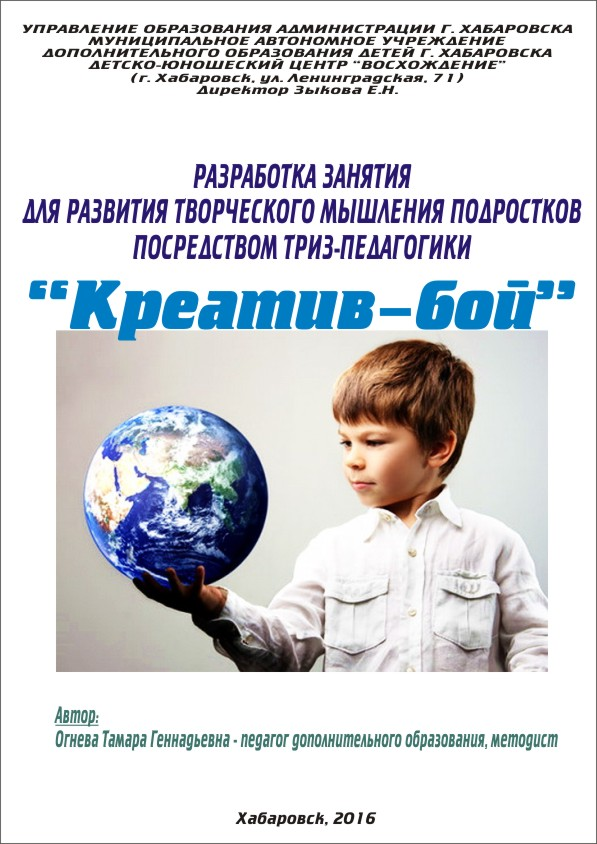 УПРАВЛЕНИЕ ОБРАЗОВАНИЯ АДМИНИСТРАЦИИ Г. ХАБАРОВСКА
МУНИЦИПАЛЬНОЕ АВТОНОМНОЕ УЧРЕЖДЕНИЕ
ДОПОЛНИТЕЛЬНОГО ОБРАЗОВАНИЯ ДЕТЕЙ Г. ХАБАРОВСКА
ДЕТСКО-ЮНОШЕСКИЙ ЦЕНТР “ВОСХОЖДЕНИЕ”
(г. Хабаровск, ул. Ленинградская, 71)
Директор Зыкова Е.Н.
РАЗРАБОТКА ЗАНЯТИЯ
ДЛЯ РАЗВИТИЯ ТВОРЧЕСКОГО МЫШЛЕНИЯ ПОДРОСТКОВ
ПОСРЕДСТВОМ ТРИЗ-ПЕДАГОГИКИ
“Креатив-бой”
Автор:
Огнева Тамара Геннадьевна - педагог дополнительного образования, методист
Хабаровск, 2016